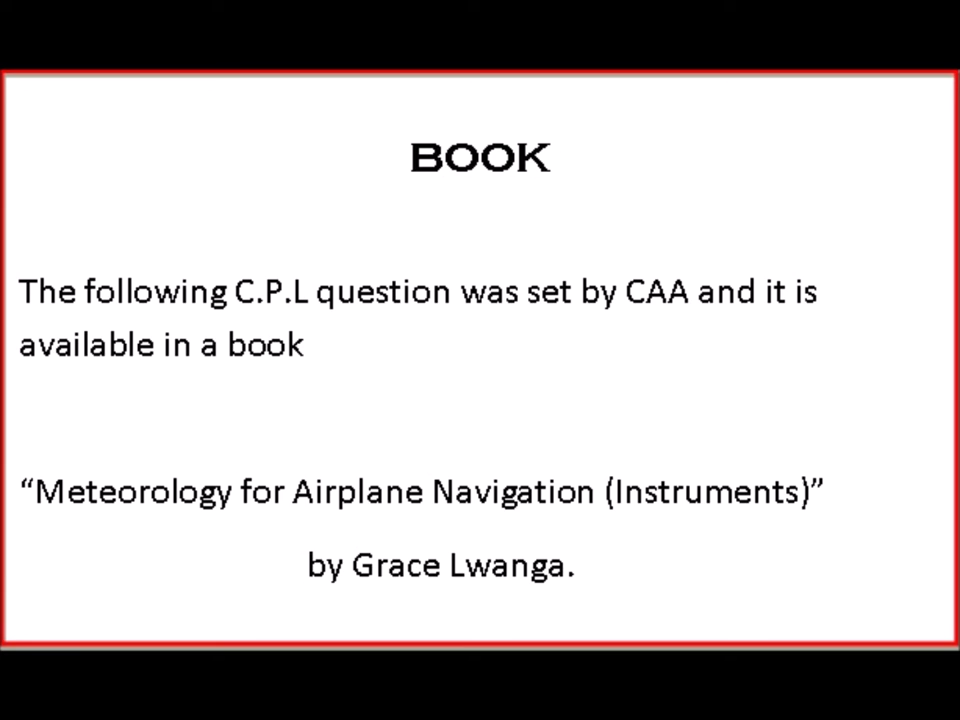 BOOK
The following C.P.L question was set by CAA and it is
available in a book
“Meteorology for Airplane Navigation (Instruments)”
by Grace Lwanga.